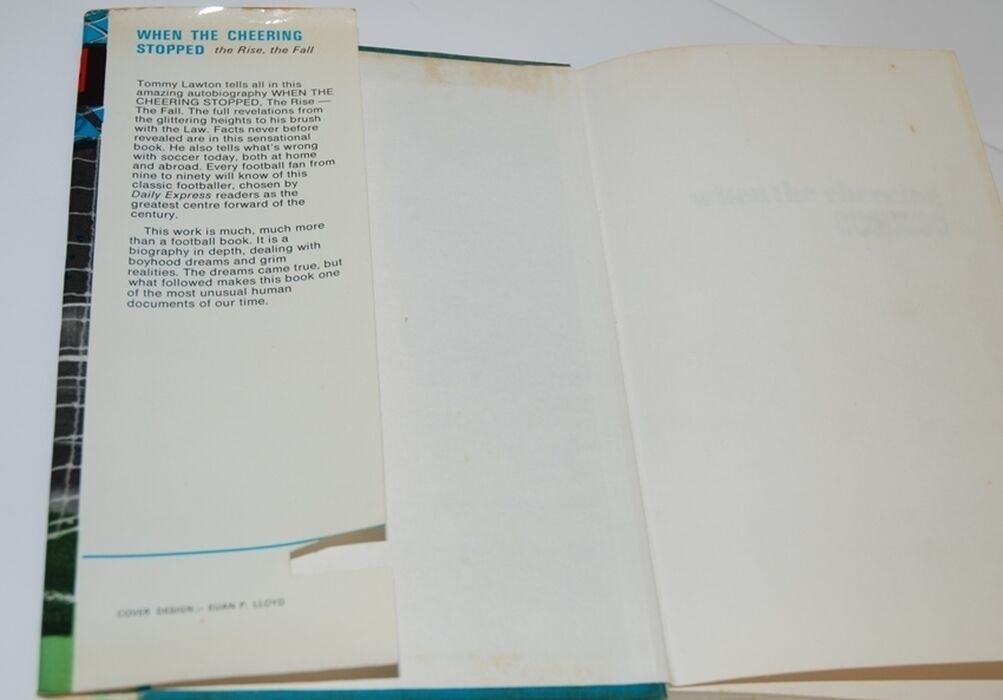 WHEN THE CHEERING
STOPPED the Rise, the Fall
Tommy Lawton tells all in this
amazing autobiography WHEN THE
CHEERING STOPPED, The Rise —
The Fall. The full revelations from
the glittering heights to his brush
with the Law. Facts never before
revealed are in this sensational
book. He also tells what's wrong
with soccer today, both at home
and abroad. Every football fan from
nine to ninety will know of this
classic footballer, chosen by
Daily Express readers as the
greatest centre forward of the
century.
This work is much, much more
than a football book. It is a
biography in depth, dealing with
boyhood dreams and grim
realities. The dreams came true, but
what followed makes this book one
of the most unusual human
documents of our time.
COVER DESIGN :- EUAN F. LLOYD